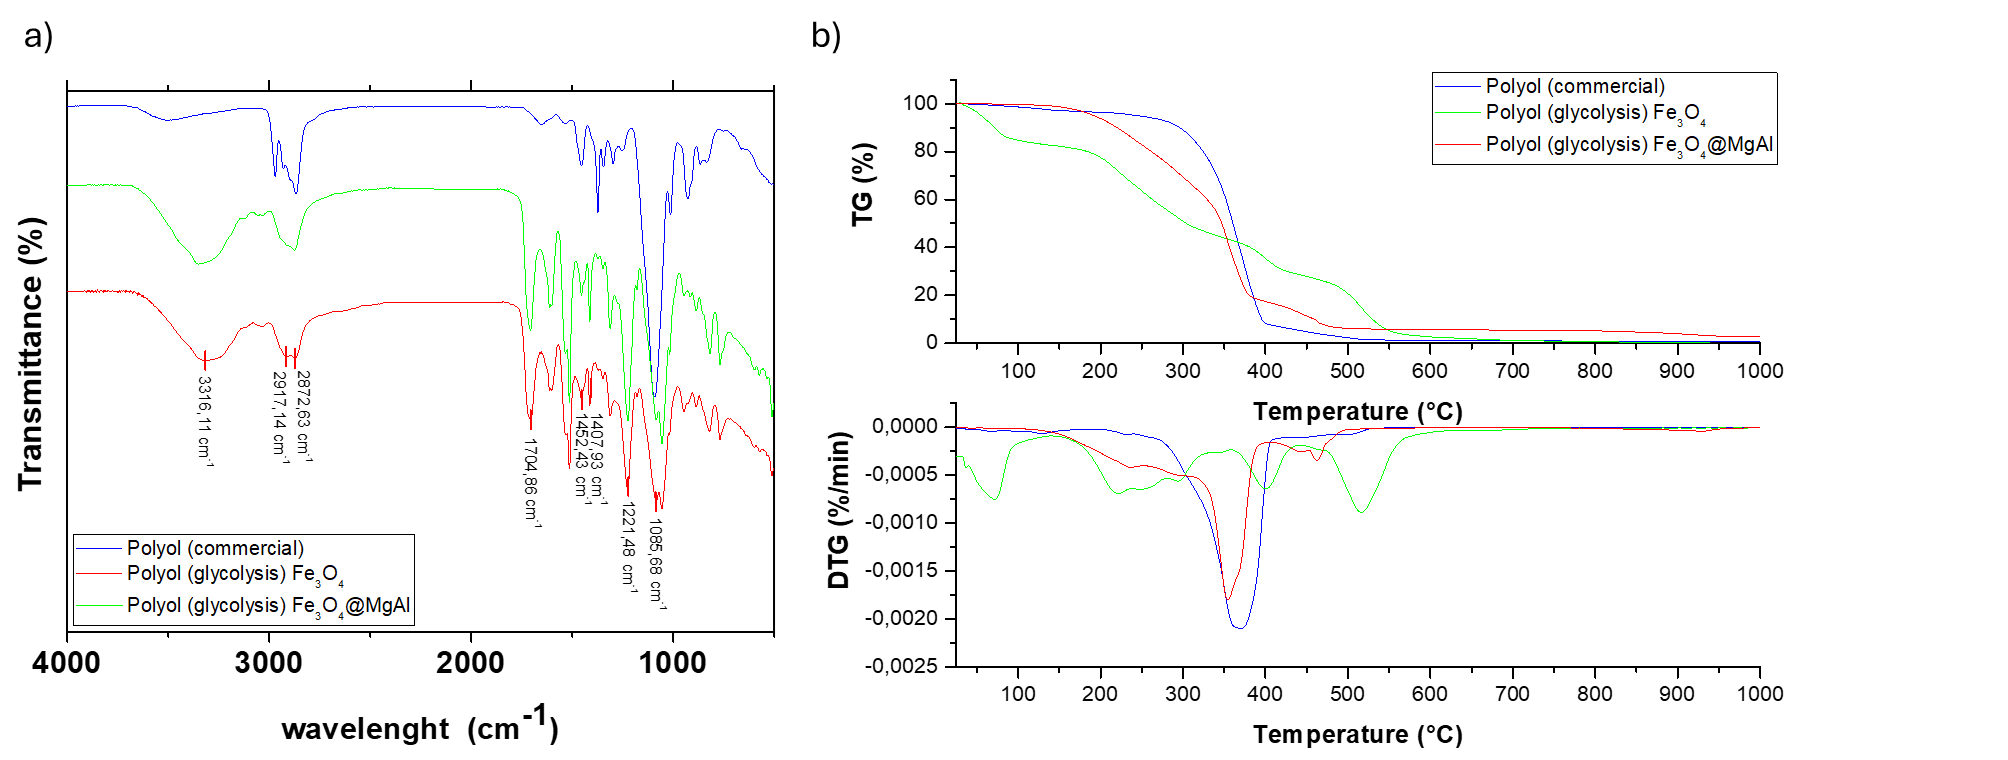 a)
Transmittance (%)
3316,11 cm-1
2917,14 cm-1
2872,63 cm-1
1704,86 cm-1
1452,43 cm-1
1407,93 cm-1
1221,48 cm-1
1085,68 cm-1
Polyol (commercial)
Polyol (glycolysis) Fe3O4
Polyol (glycolysis) Fe3O4@MgAl
4000 3000 2000 1000
wavelenght (cm-1)
b)
TG (%)
100
80
60
40
20
0
Polyol (commercial)
Polyol (glycolysis) Fe3O4
Polyol (glycolysis) Fe3O4@MgAl
100 200 300 400 500 600 700 800 900 1000
Temperature (°C)
DTG (%/min)
0,0000
-0,0005
-0,0010
-0,0015
-0,0020
-0,0025
100 200 300 400 500 600 700 800 900 1000
Temperature (°C)